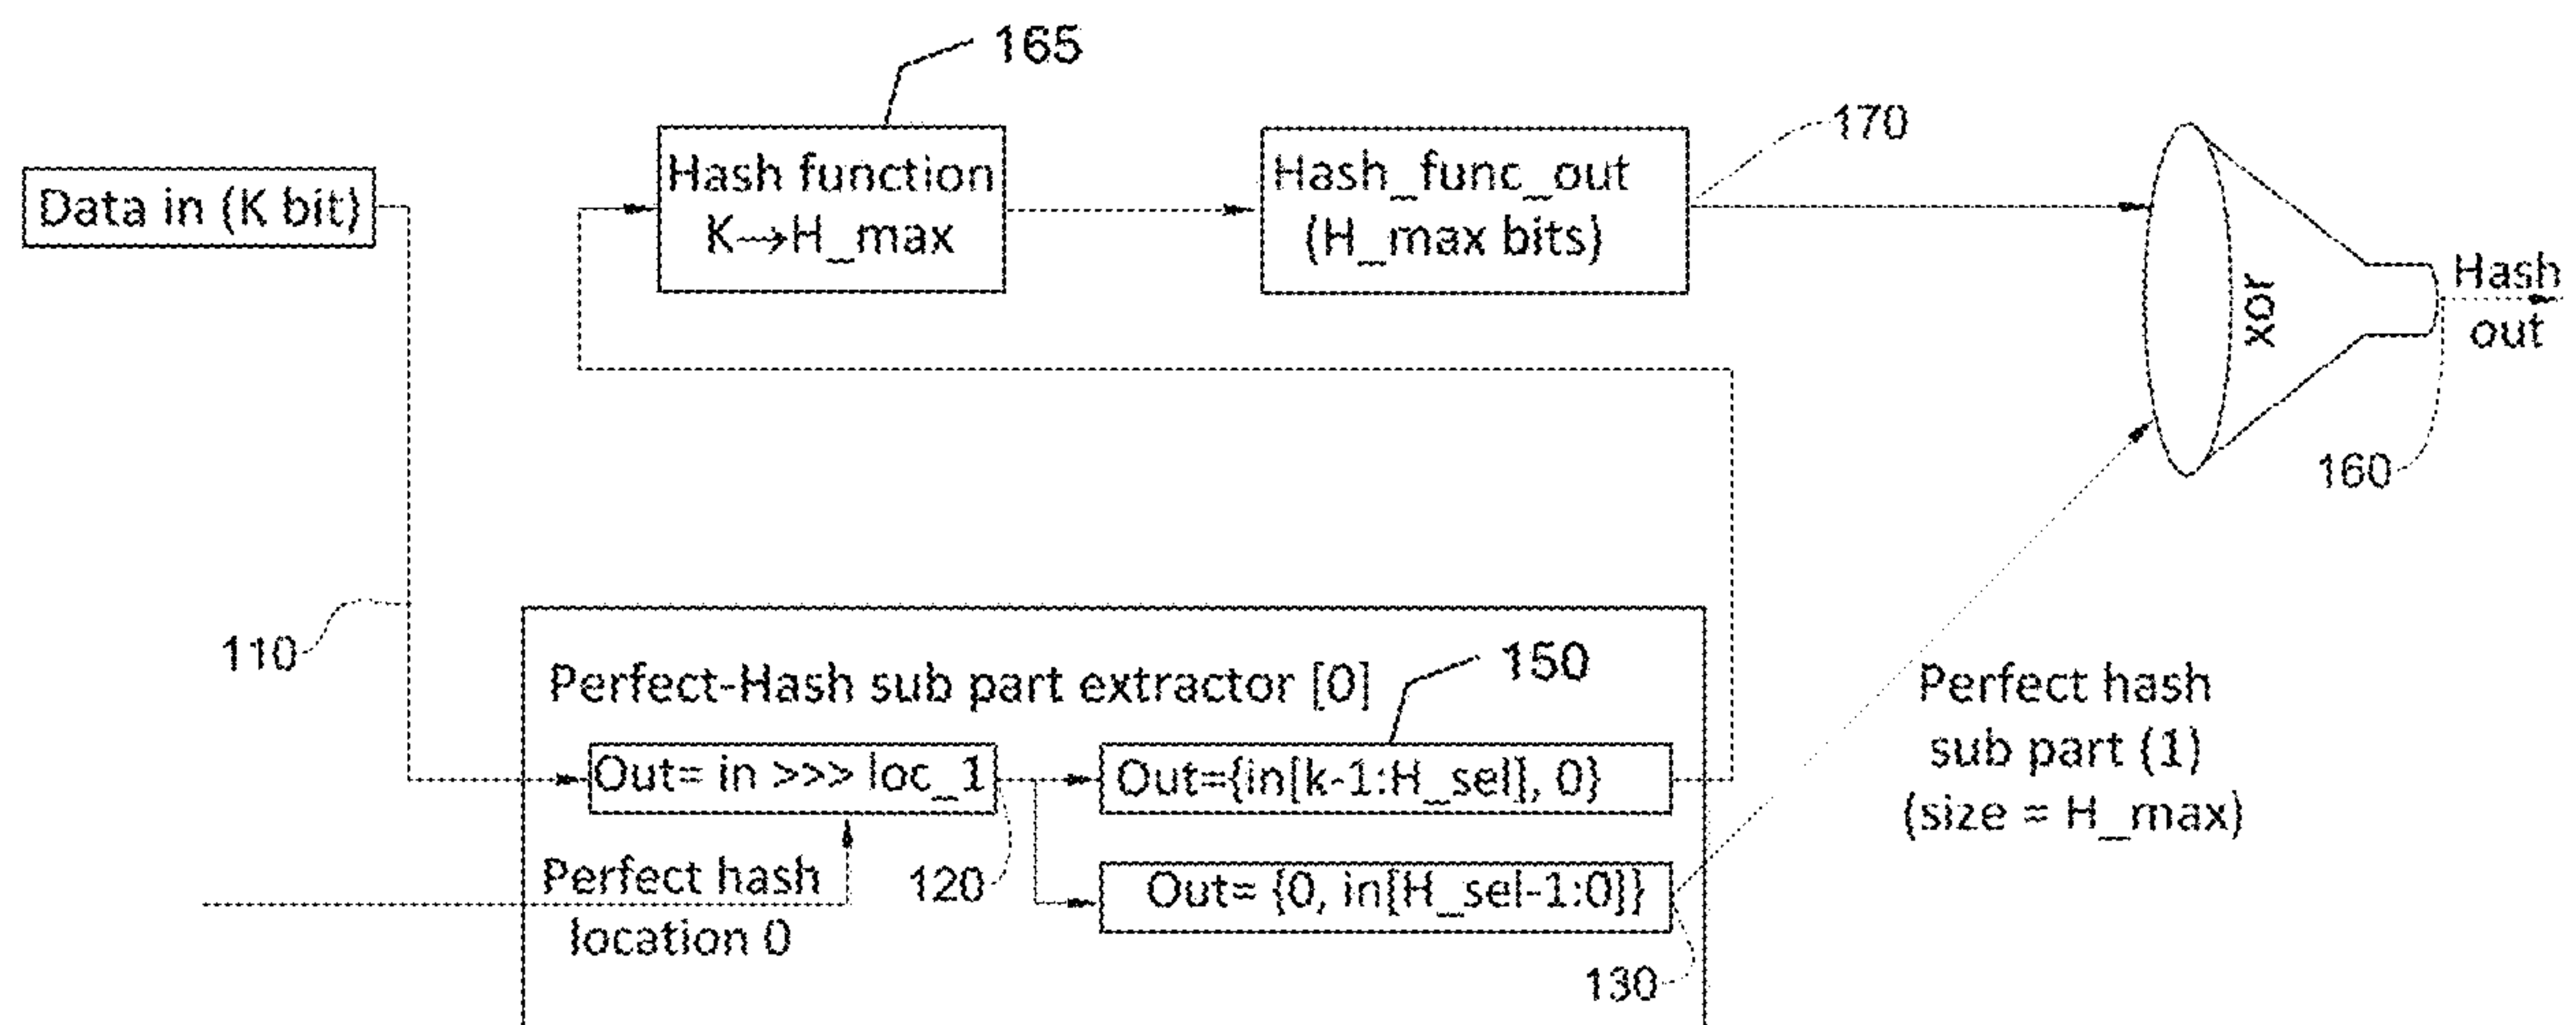 165
170
Data in (K bit)
Hash function
K→H_max
Hash_func_out
(H_max bits)
xor
Hash
out
160
110
Perfect-Hash sub part extractor [0]
150
Out= in >>> loc_1
Out={in[k-1:H_sel], 0}
Perfect hash
location 0
120
Out= {0, in[H_sel-1:0]}
130
Perfect hash
sub part (1)
(size = H_max)